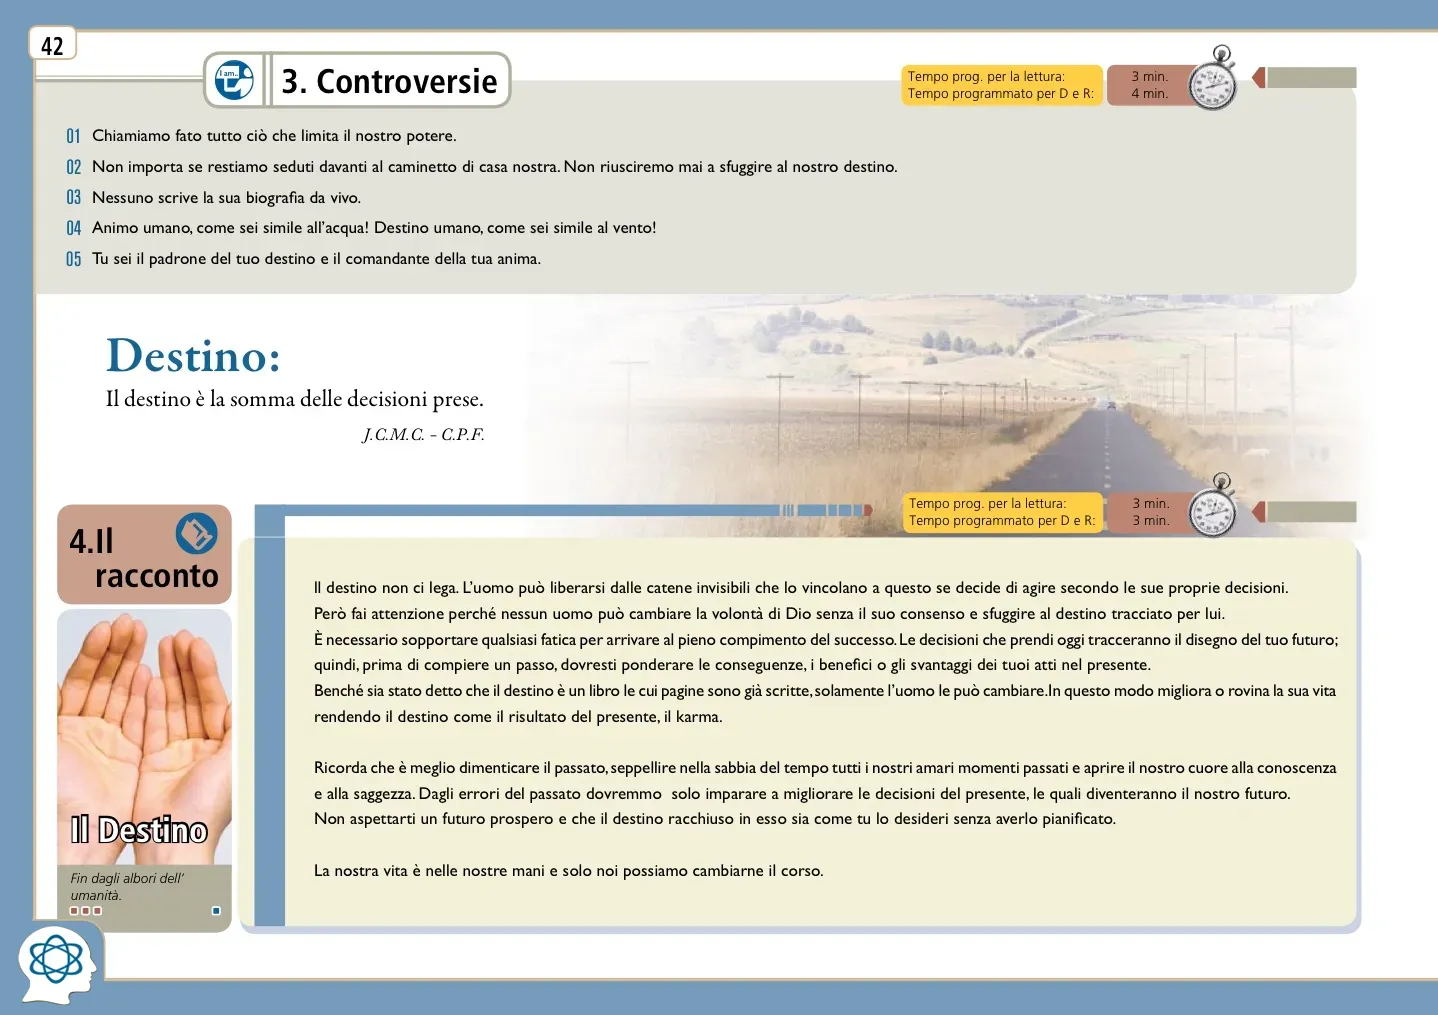 42
I am...
3. Controversie
Tempo prog. per la lettura: 3 min.
Tempo programmato per D e R: 4 min.
01 Chiamiamo fato tutto ciò che limita il nostro potere.
02 Non importa se restiamo seduti davanti al caminetto di casa nostra. Non riusciremo mai a sfuggire al nostro destino.
03 Nessuno scrive la sua biografia da vivo.
04 Animo umano, come sei simile all’acqua! Destino umano, come sei simile al vento!
05 Tu sei il padrone del tuo destino e il comandante della tua anima.
Destino:
Il destino è la somma delle decisioni prese.
J.C.M.C. – C.P.F.
Tempo prog. per la lettura: 3 min.
Tempo programmato per D e R: 3 min.
4.Il
racconto
Il destino non ci lega. L’uomo può liberarsi dalle catene invisibili che lo vincolano a questo se decide di agire secondo le sue proprie decisioni.
Però fai attenzione perché nessun uomo può cambiare la volontà di Dio senza il suo consenso e sfuggire al destino tracciato per lui.
È necessario sopportare qualsiasi fatica per arrivare al pieno compimento del successo. Le decisioni che prendi oggi tracceranno il disegno del tuo futuro;
quindi, prima di compiere un passo, dovresti ponderare le conseguenze, i benefici o gli svantaggi dei tuoi atti nel presente.
Benché sia stato detto che il destino è un libro le cui pagine sono già scritte, solamente l’uomo le può cambiare.In questo modo migliora o rovina la sua vita
rendendo il destino come il risultato del presente, il karma.
Ricorda che è meglio dimenticare il passato, seppellire nella sabbia del tempo tutti i nostri amari momenti passati e aprire il nostro cuore alla conoscenza
e alla saggezza. Dagli errori del passato dovremmo  solo imparare a migliorare le decisioni del presente, le quali diventeranno il nostro futuro.
Non aspettarti un futuro prospero e che il destino racchiuso in esso sia come tu lo desideri senza averlo pianificato.
La nostra vita è nelle nostre mani e solo noi possiamo cambiarne il corso.
Il Destino
Fin dagli albori dell’
umanità.